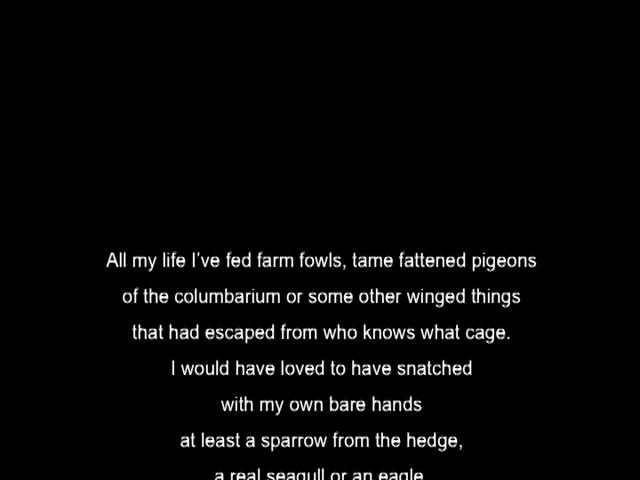 All my life I've fed farm fowls, tame fattened pigeons
of the columbarium or some other winged things
that had escaped from who knows what cage.
I would have loved to have snatched
with my own bare hands
at least a sparrow from the hedge,
a real seagull or an eagle